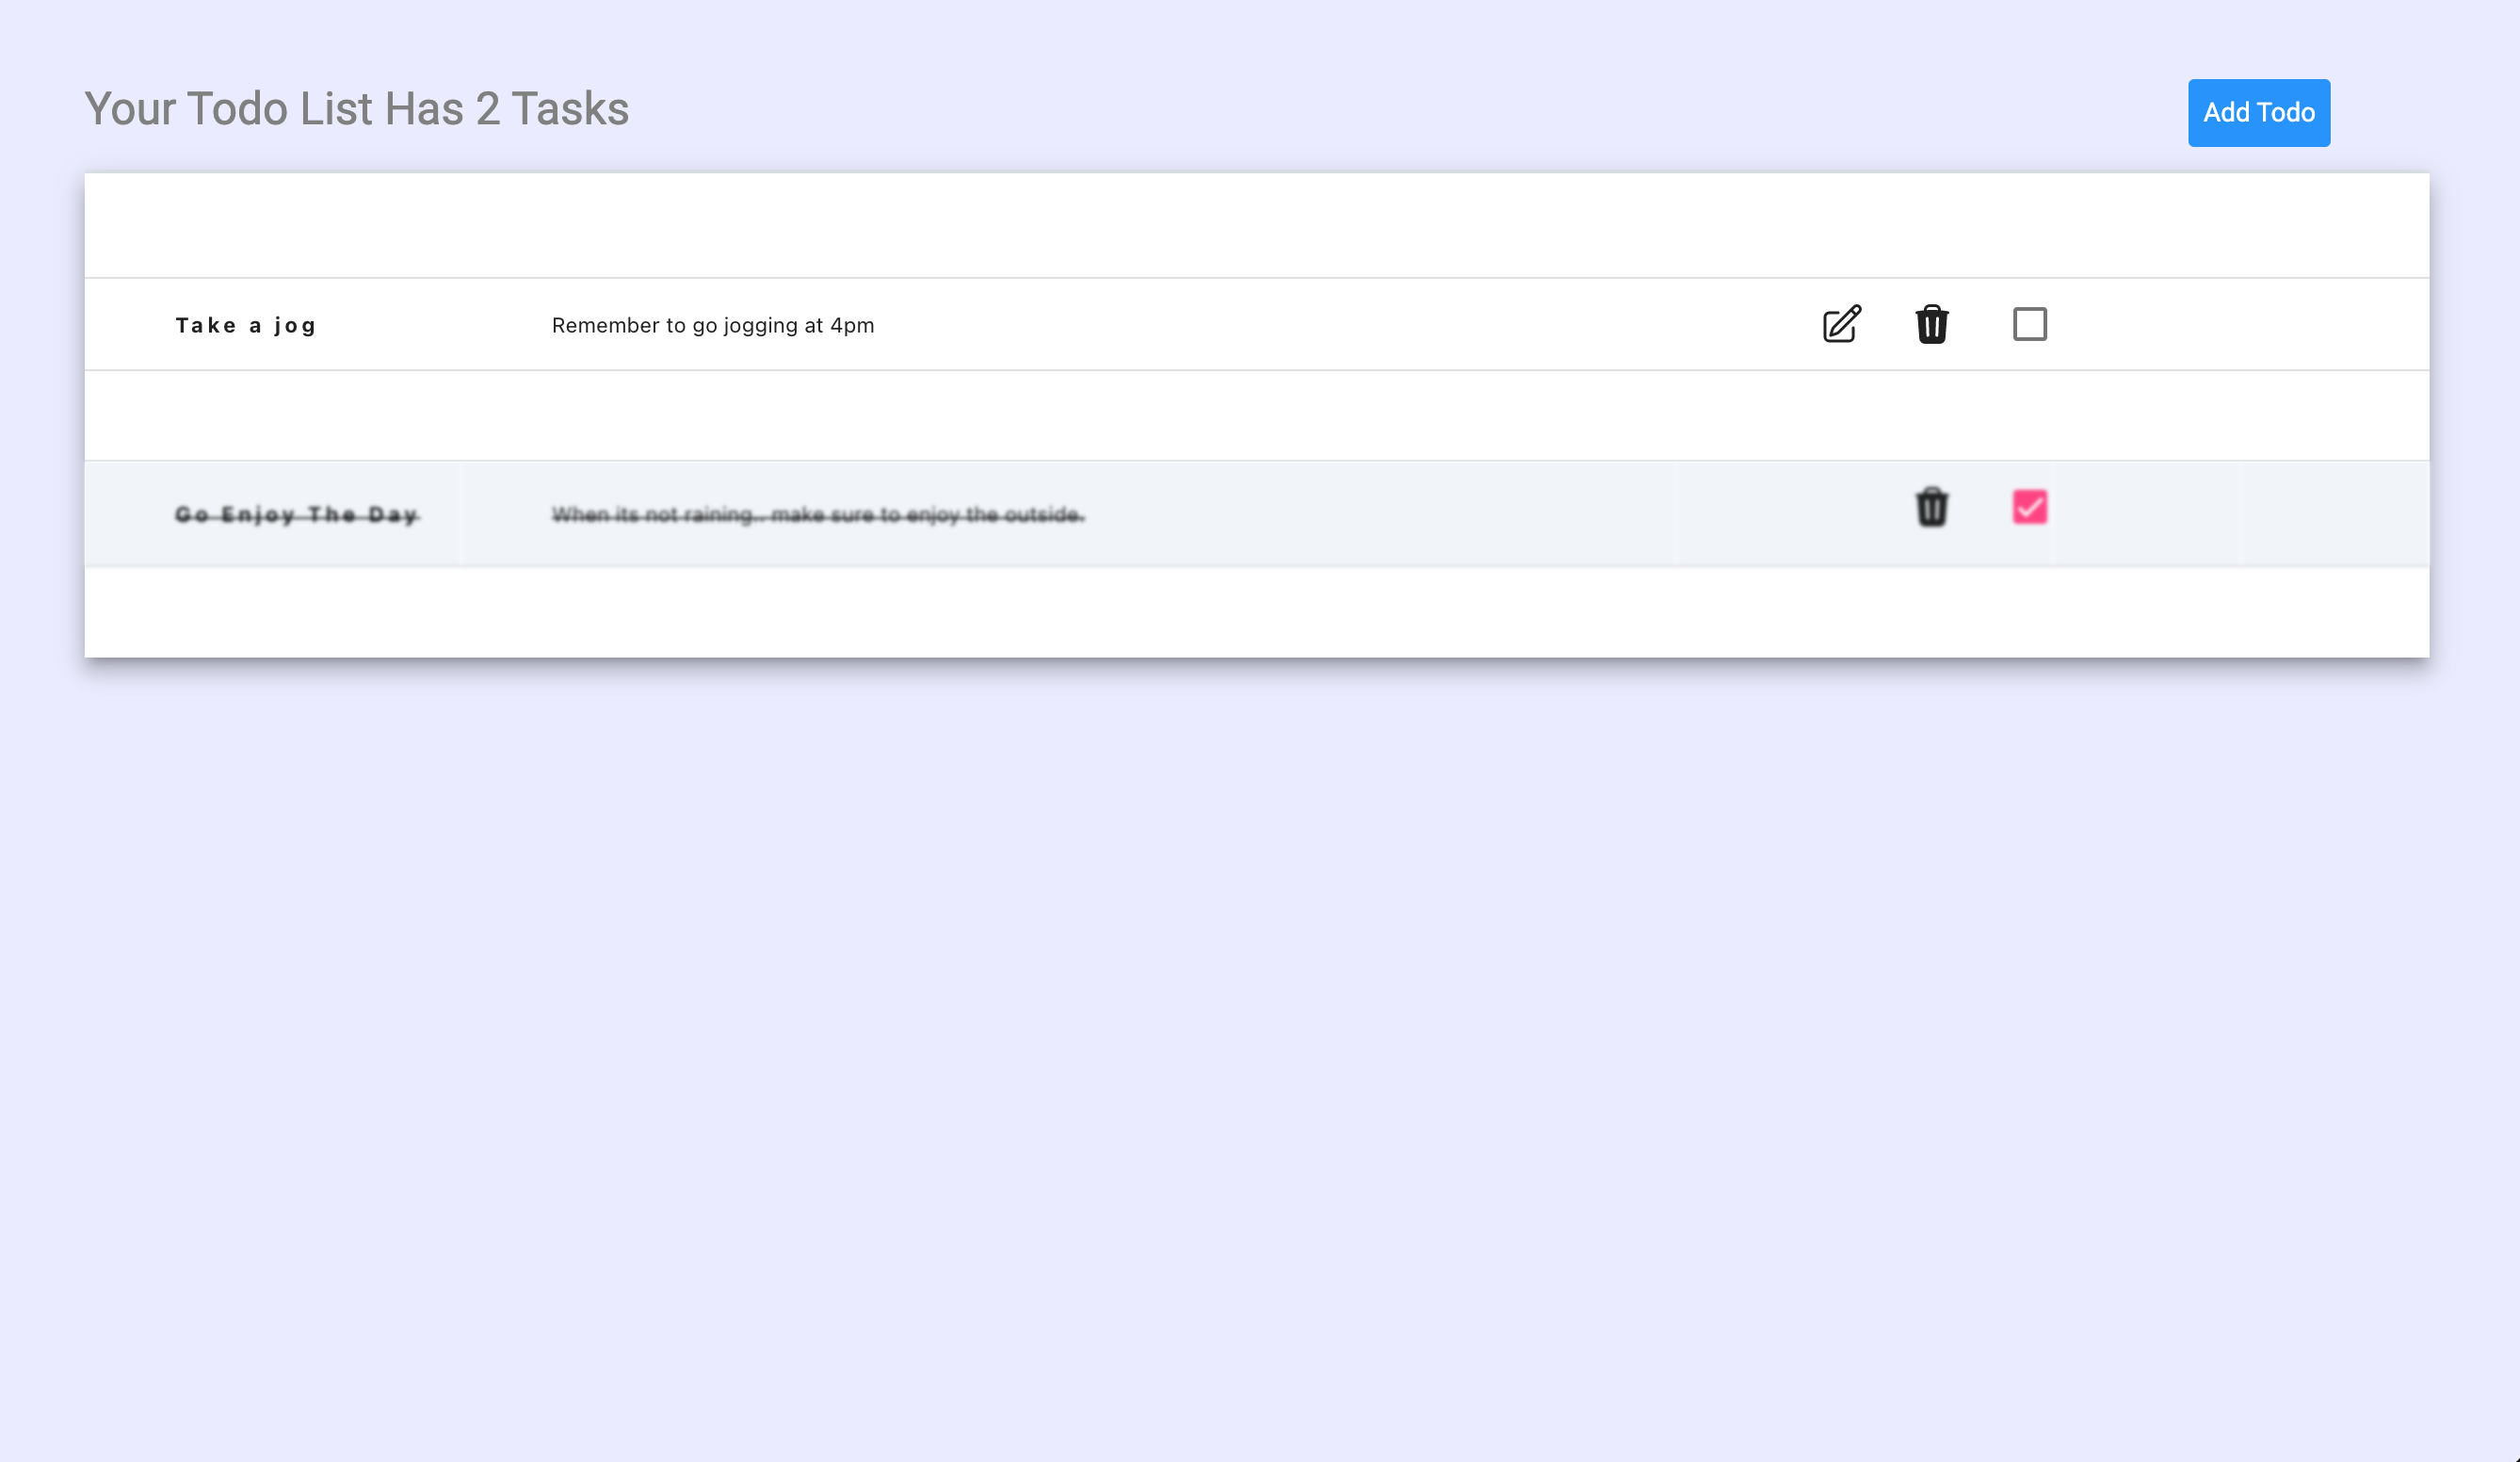 Your Todo List Has 2 Tasks
Add Todo
Take a jog Remember to go jogging at 4pm
Go Enjoy The Day When its not raining.. make sure to enjoy the outside.